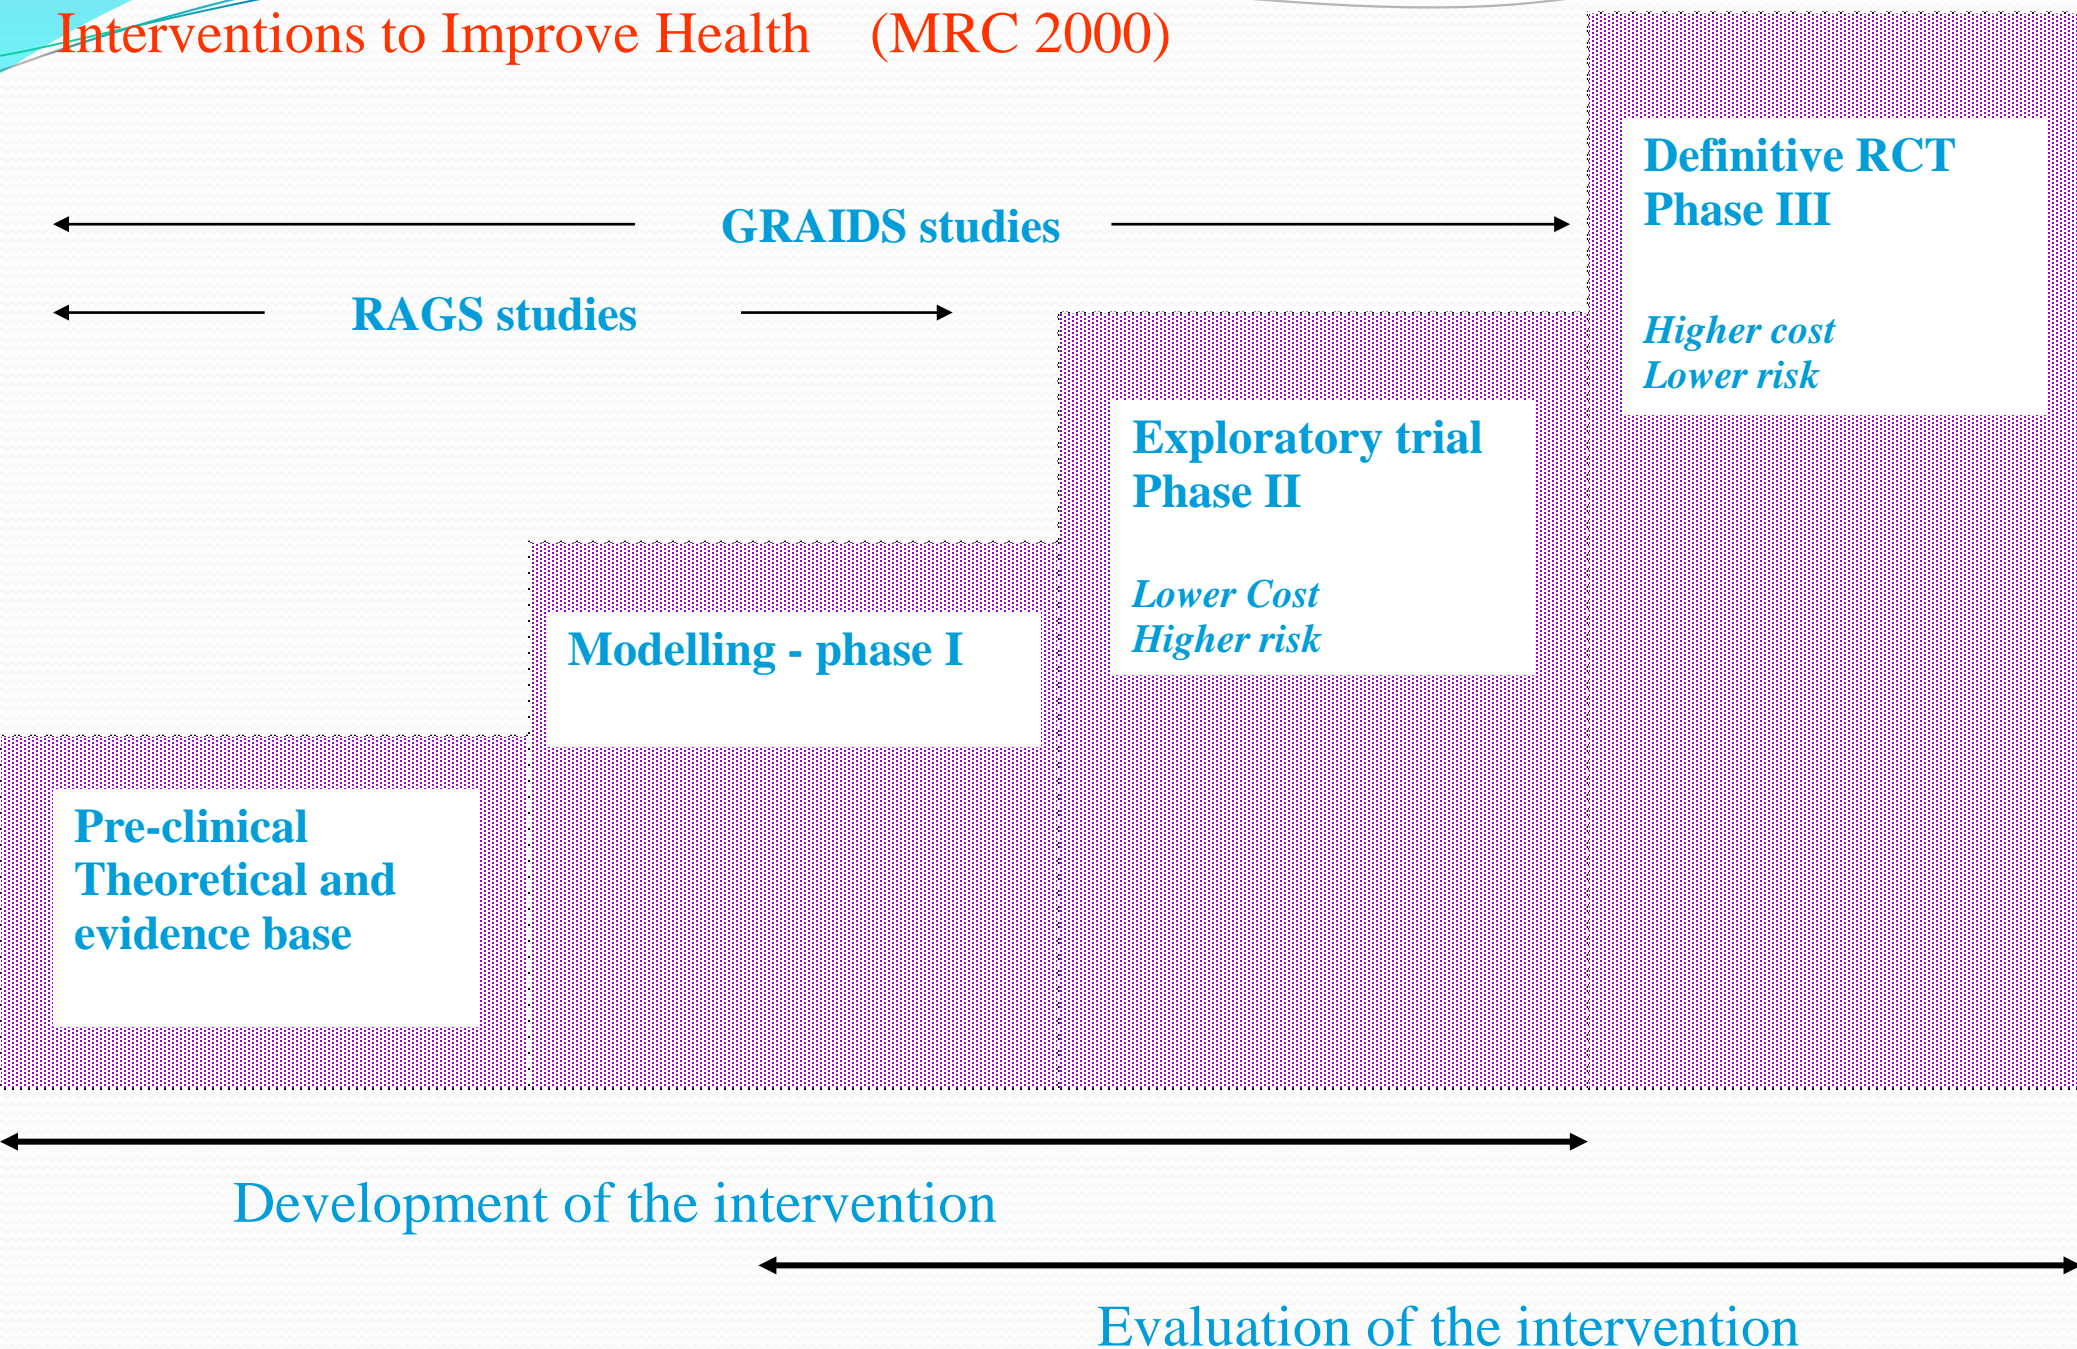 Interventions to Improve Health (MRC 2000)
Definitive RCT
Phase III
Higher cost
Lower risk
GRAIDS studies
RAGS studies
Exploratory trial
Phase II
Lower Cost
Higher risk
Modelling - phase I
Pre-clinical
Theoretical and
evidence base
Development of the intervention
Evaluation of the intervention